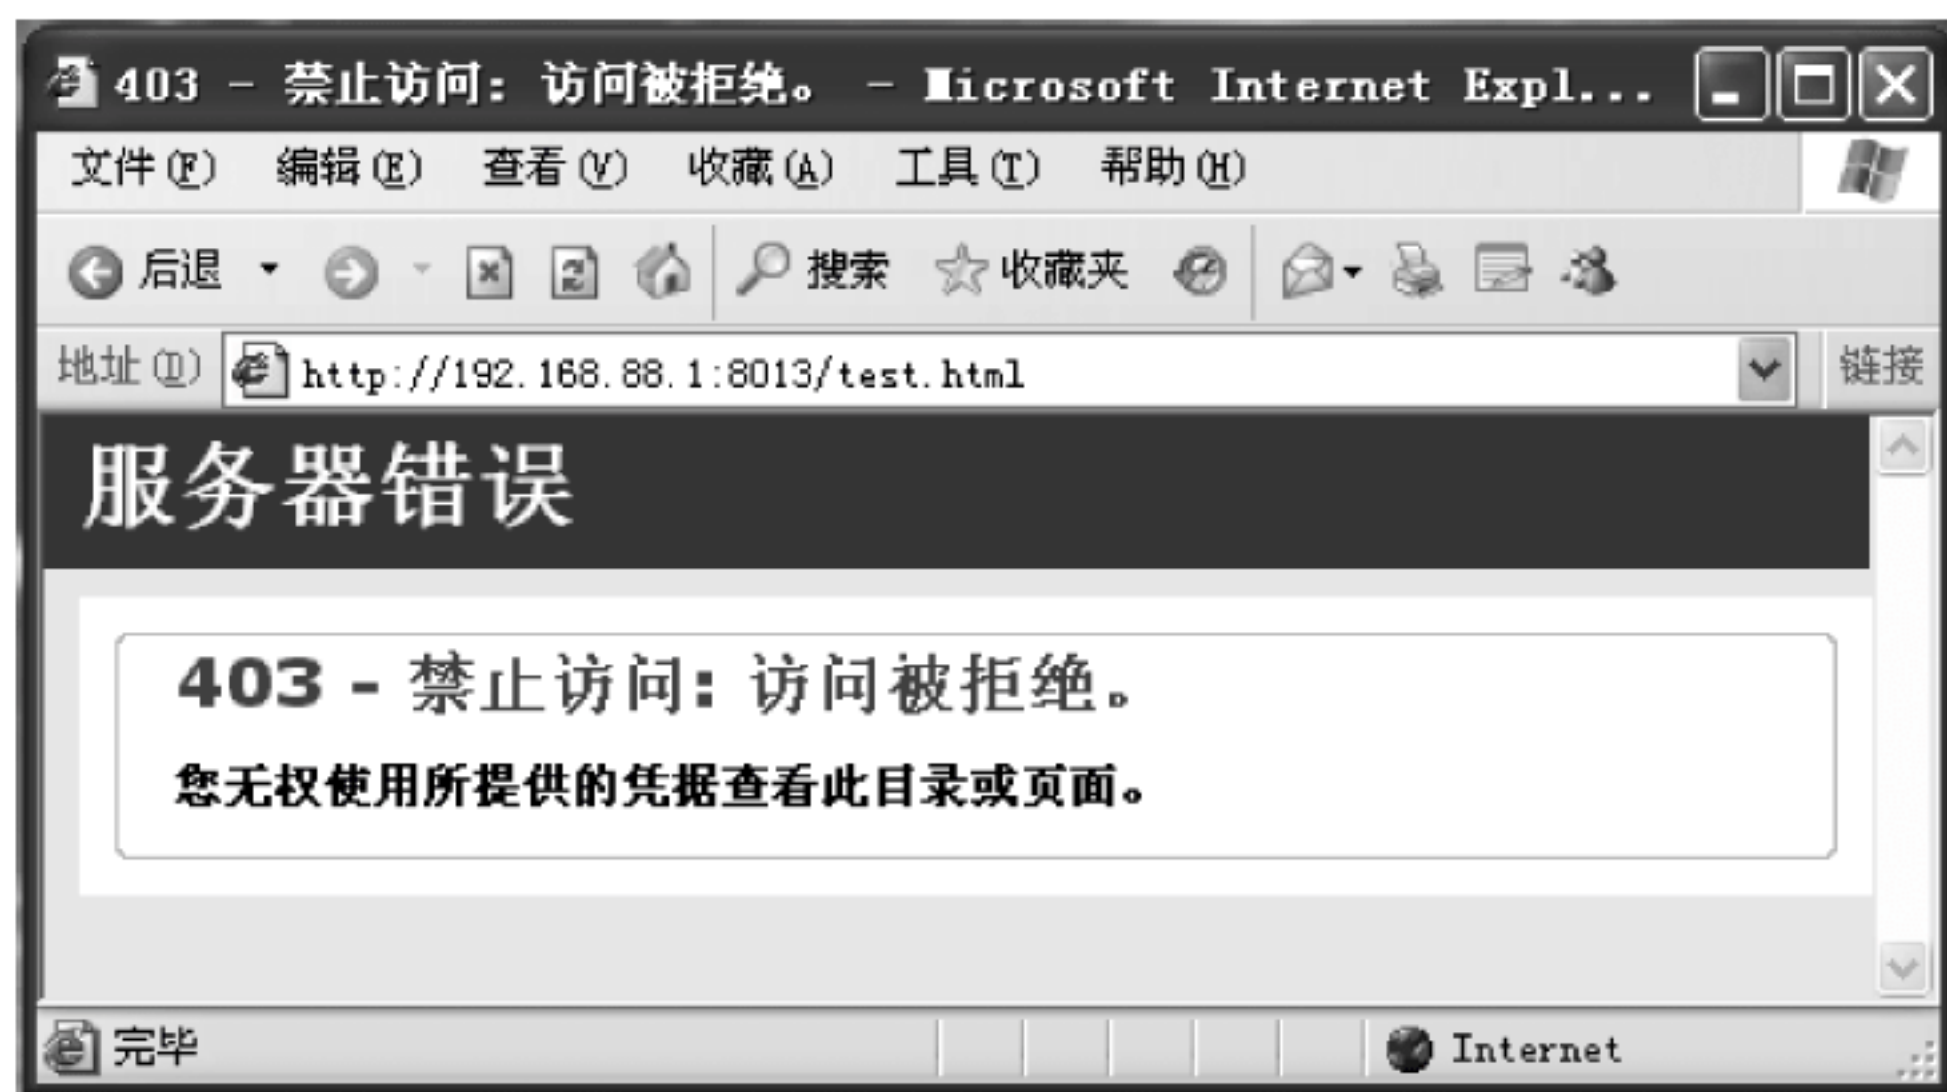 403 - 禁止访问: 访问被拒绝。 - Microsoft Internet Expl...
文件(F) 编辑(E) 查看(V) 收藏(A) 工具(T) 帮助(H)
后退 搜索 收藏夹
地址(D) http://192.168.88.1:8013/test.html 链接
服务器错误
403 - 禁止访问: 访问被拒绝。
您无权使用所提供的凭据查看此目录或页面。
完毕 Internet